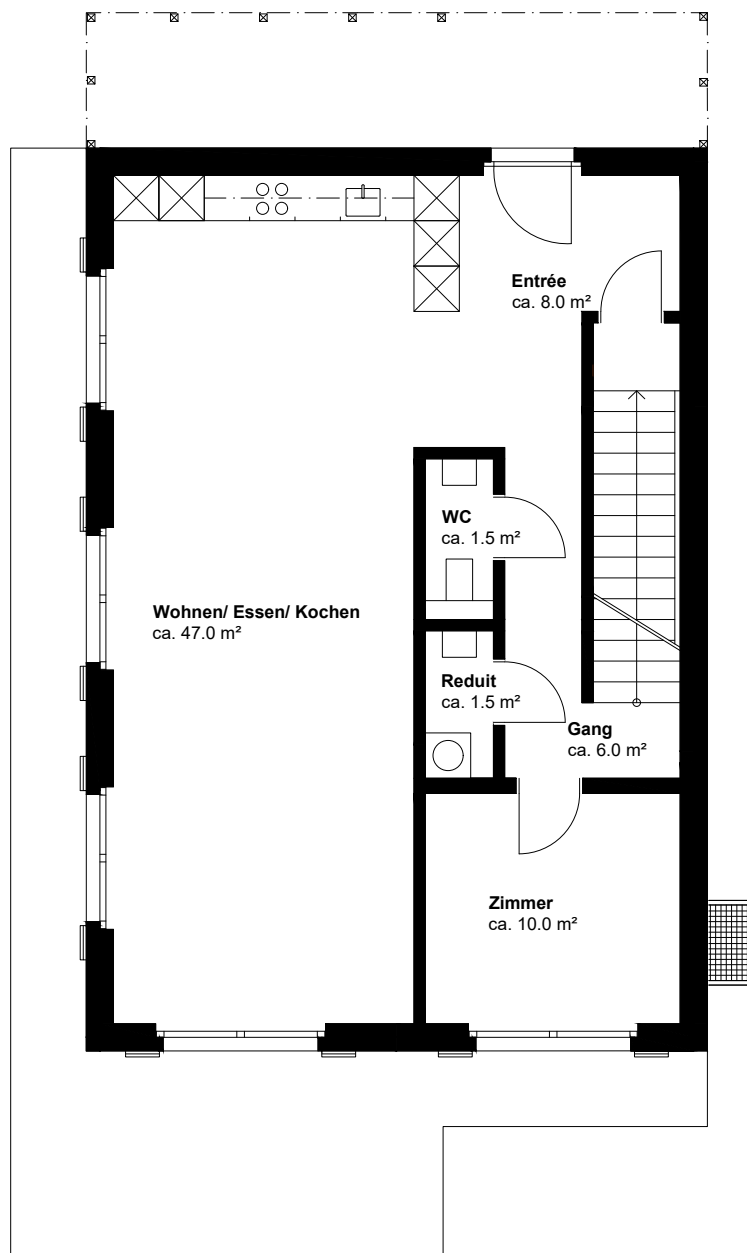 Entrée
ca. 8.0 m²
WC
ca. 1.5 m²
Wohnen/ Essen/ Kochen
ca. 47.0 m²
Reduit
ca. 1.5 m²
Gang
ca. 6.0 m²
Zimmer
ca. 10.0 m²